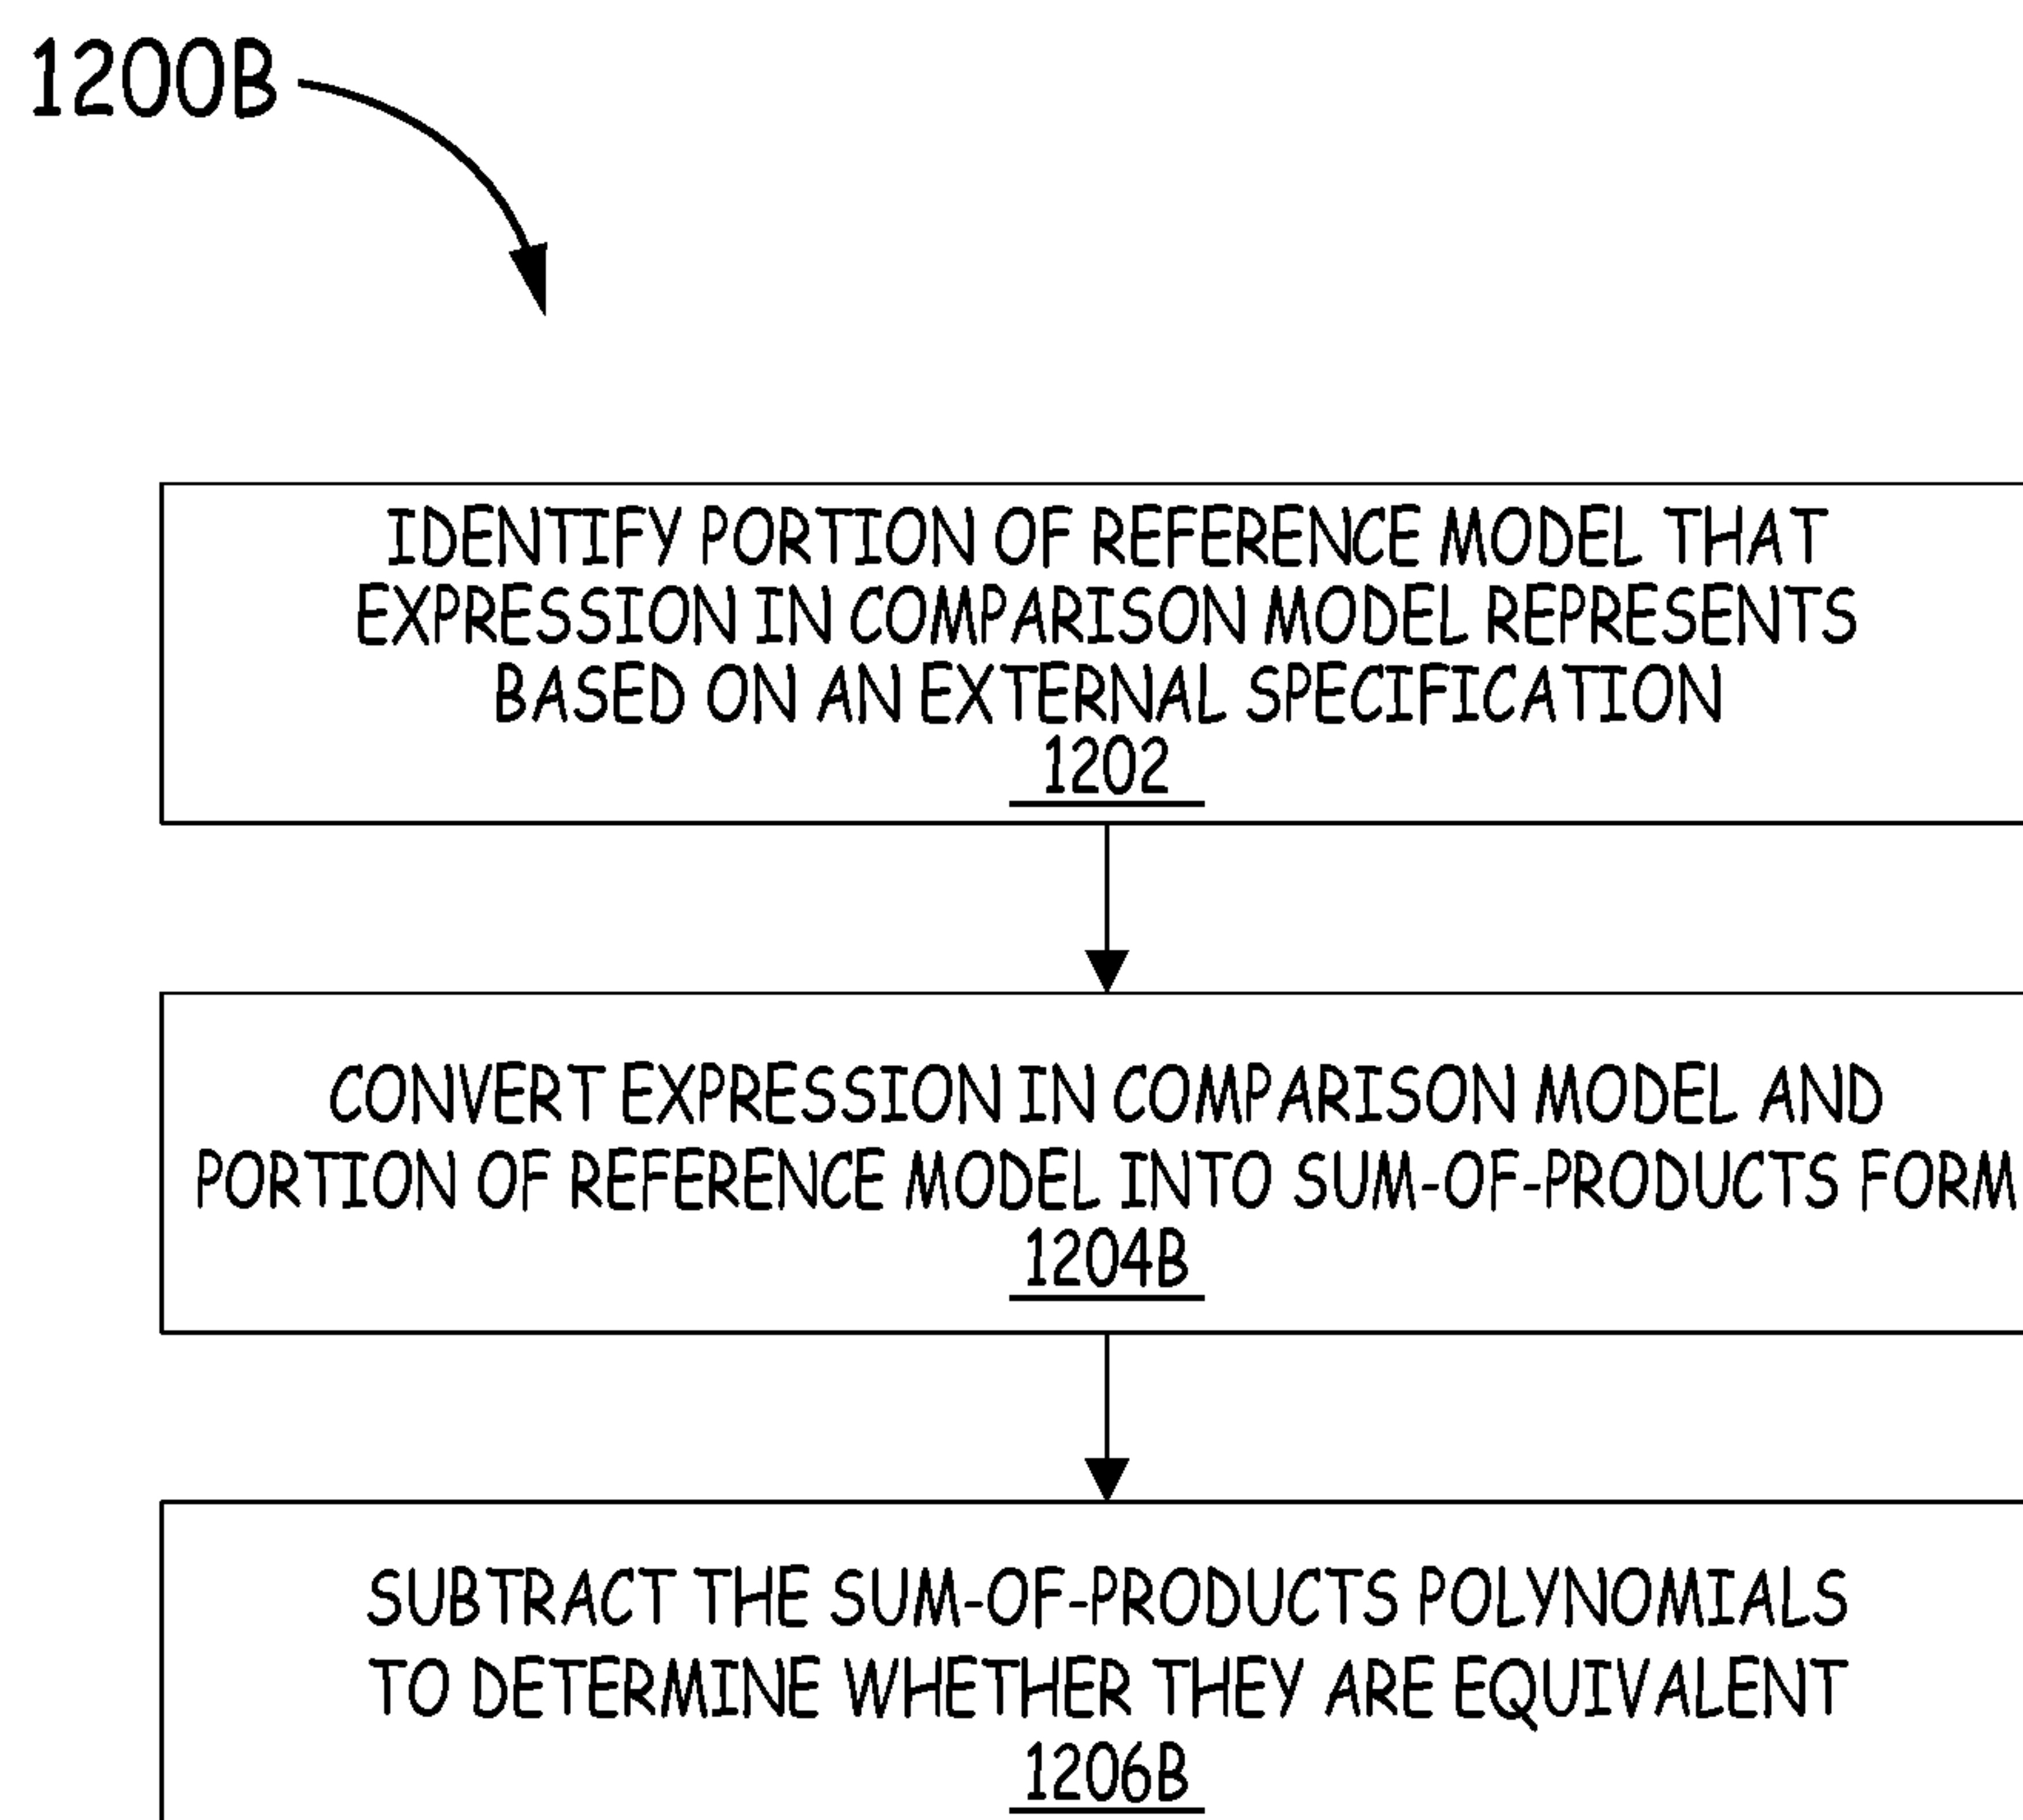 1200B
IDENTIFY PORTION OF REFERENCE MODEL THAT
EXPRESSION IN COMPARISON MODEL REPRESENTS
BASED ON AN EXTERNAL SPECIFICATION
1202
CONVERT EXPRESSION IN COMPARISON MODEL AND
PORTION OF REFERENCE MODEL INTO SUM-OF-PRODUCTS FORM
1204B
SUBTRACT THE SUM-OF-PRODUCTS POLYNOMIALS
TO DETERMINE WHETHER THEY ARE EQUIVALENT
1206B